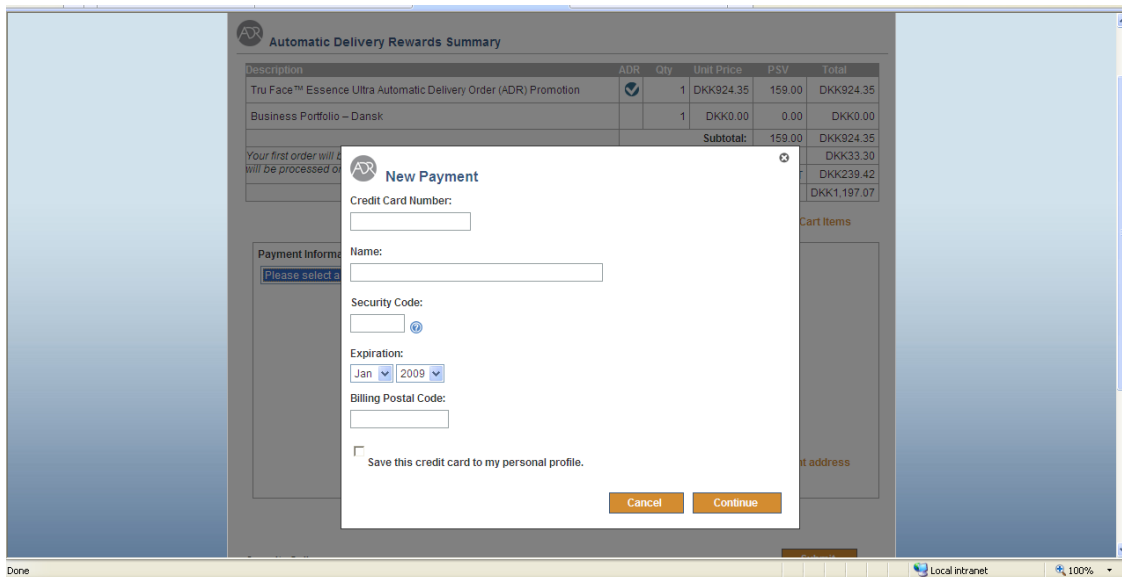 ADR Automatic Delivery Rewards Summary
Description ADR Qty Unit Price PSV Total
Tru Face™ Essence Ultra Automatic Delivery Order (ADR) Promotion 1 DKK924.35 159.00 DKK924.35
Business Portfolio – Dansk 1 DKK0.00 0.00 DKK0.00
Subtotal: 159.00 DKK924.35
Your first order will DKK33.30
will be processed DKK239.42
DKK1,197.07
Cart Items
Payment
Please select
ADR New Payment
Credit Card Number:
Name:
Security Code:
Expiration:
Jan 2009
Billing Postal Code:
Save this credit card to my personal profile.
address
Cancel Continue
Done Local intranet 100%